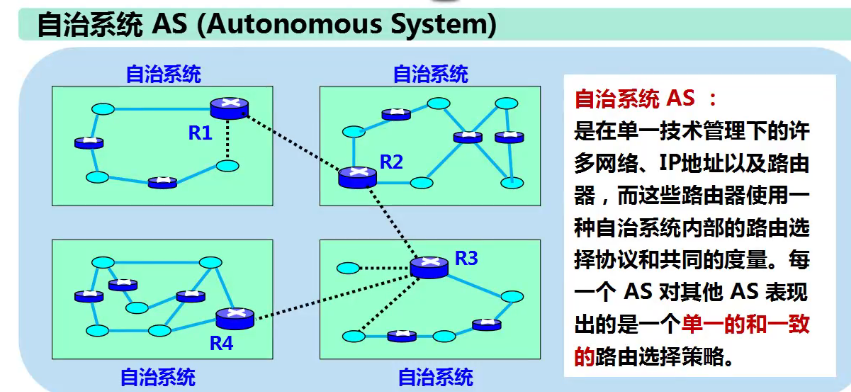 自治系统 AS (Autonomous System)
自治系统
自治系统
R1
R2
R3
R4
自治系统
自治系统
自治系统 AS ：
是在单一技术管理下的许
多网络、IP地址以及路由
器，而这些路由器使用一
种自治系统内部的路由选
择协议和共同的度量。每
一个 AS 对其他 AS 表现
出的是一个单一的和一致
的路由选择策略。